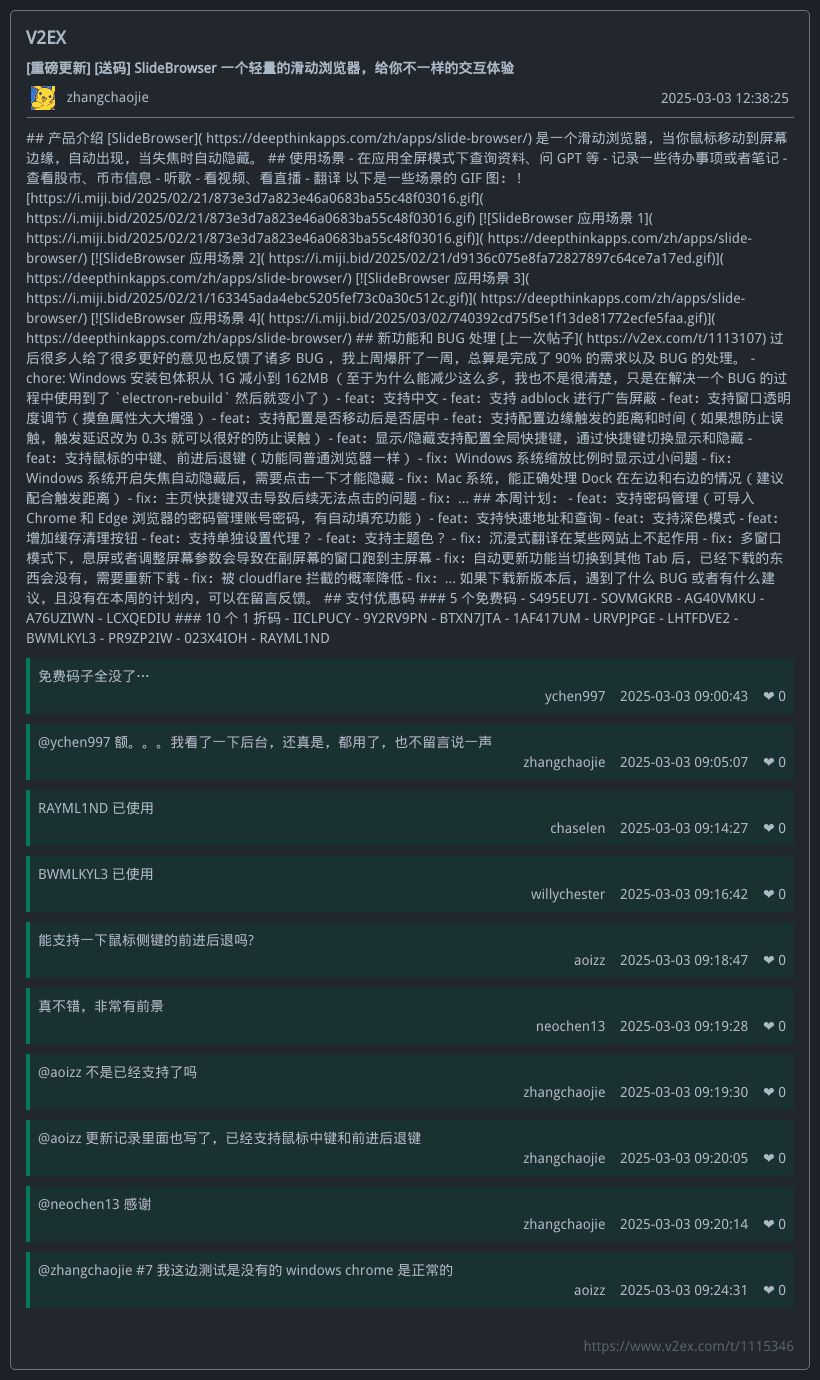 V2EX
[重磅更新] [送码] SlideBrowser 一个轻量的滑动浏览器，给你不一样的交互体验
zhangchaojie 2025-03-03 12:38:25
## 产品介绍 [SlideBrowser]( https://deepthinkapps.com/zh/apps/slide-browser/) 是一个滑动浏览器，当你鼠标移动到屏幕
边缘，自动出现，当失焦时自动隐藏。 ## 使用场景 - 在应用全屏模式下查询资料、问 GPT 等 - 记录一些待办事项或者笔记 -
查看股市、币市信息 - 听歌 - 看视频、看直播 - 翻译 以下是一些场景的 GIF 图： !
[https://i.miji.bid/2025/02/21/873e3d7a823e46a0683ba55c48f03016.gif](
https://i.miji.bid/2025/02/21/873e3d7a823e46a0683ba55c48f03016.gif) [![SlideBrowser 应用场景 1](
https://i.miji.bid/2025/02/21/873e3d7a823e46a0683ba55c48f03016.gif)]( https://deepthinkapps.com/zh/apps/slide-
browser/) [![SlideBrowser 应用场景 2]( https://i.miji.bid/2025/02/21/d9136c075e8fa72827897c64ce7a17ed.gif)](
https://deepthinkapps.com/zh/apps/slide-browser/) [![SlideBrowser 应用场景 3](
https://i.miji.bid/2025/02/21/163345ada4ebc5205fef73c0a30c512c.gif)]( https://deepthinkapps.com/zh/apps/slide-
browser/) [![SlideBrowser 应用场景 4]( https://i.miji.bid/2025/03/02/740392cd75f5e1f13de81772ecfe5faa.gif)](
https://deepthinkapps.com/zh/apps/slide-browser/) ## 新功能和 BUG 处理 [上一次帖子]( https://v2ex.com/t/1113107) 过
后很多人给了很多更好的意见也反馈了诸多 BUG ，我上周爆肝了一周，总算是完成了 90% 的需求以及 BUG 的处理。 -
chore: Windows 安装包体积从 1G 减小到 162MB （至于为什么能减少这么多，我也不是很清楚，只是在解决一个 BUG 的过
程中使用到了 `electron-rebuild` 然后就变小了） - feat：支持中文 - feat：支持 adblock 进行广告屏蔽 - feat：支持窗口透明
度调节（摸鱼属性大大增强） - feat：支持配置是否移动后是否居中 - feat：支持配置边缘触发的距离和时间（如果想防止误
触，触发延迟改为 0.3s 就可以很好的防止误触） - feat：显示/隐藏支持配置全局快捷键，通过快捷键切换显示和隐藏 -
feat：支持鼠标的中键、前进后退键（功能同普通浏览器一样） - fix：Windows 系统缩放比例时显示过小问题 - fix：
Windows 系统开启失焦自动隐藏后，需要点击一下才能隐藏 - fix：Mac 系统，能正确处理 Dock 在左边和右边的情况（建议
配合触发距离） - fix：主页快捷键双击导致后续无法点击的问题 - fix：... ## 本周计划： - feat：支持密码管理（可导入
Chrome 和 Edge 浏览器的密码管理账号密码，有自动填充功能） - feat：支持快速地址和查询 - feat：支持深色模式 - feat：
增加缓存清理按钮 - feat：支持单独设置代理？ - feat：支持主题色？ - fix：沉浸式翻译在某些网站上不起作用 - fix：多窗口
模式下，息屏或者调整屏幕参数会导致在副屏幕的窗口跑到主屏幕 - fix：自动更新功能当切换到其他 Tab 后，已经下载的东
西会没有，需要重新下载 - fix：被 cloudflare 拦截的概率降低 - fix：... 如果下载新版本后，遇到了什么 BUG 或者有什么建
议，且没有在本周的计划内，可以在留言反馈。 ## 支付优惠码 ### 5 个免费码 - S495EU7I - SOVMGKRB - AG40VMKU -
A76UZIWN - LCXQEDIU ### 10 个 1 折码 - IICLPUCY - 9Y2RV9PN - BTXN7JTA - 1AF417UM - URVPJPGE - LHTFDVE2 -
BWMLKYL3 - PR9ZP2IW - 023X4IOH - RAYML1ND
免费码子全没了…
ychen997 2025-03-03 09:00:43 ❤ 0
@ychen997 额。。。我看了一下后台，还真是，都用了，也不留言说一声
zhangchaojie 2025-03-03 09:05:07 ❤ 0
RAYML1ND 已使用
chaselen 2025-03-03 09:14:27 ❤ 0
BWMLKYL3 已使用
willychester 2025-03-03 09:16:42 ❤ 0
能支持一下鼠标侧键的前进后退吗?
aoizz 2025-03-03 09:18:47 ❤ 0
真不错，非常有前景
neochen13 2025-03-03 09:19:28 ❤ 0
@aoizz 不是已经支持了吗
zhangchaojie 2025-03-03 09:19:30 ❤ 0
@aoizz 更新记录里面也写了，已经支持鼠标中键和前进后退键
zhangchaojie 2025-03-03 09:20:05 ❤ 0
@neochen13 感谢
zhangchaojie 2025-03-03 09:20:14 ❤ 0
@zhangchaojie #7 我这边测试是没有的 windows chrome 是正常的
aoizz 2025-03-03 09:24:31 ❤ 0
https://www.v2ex.com/t/1115346